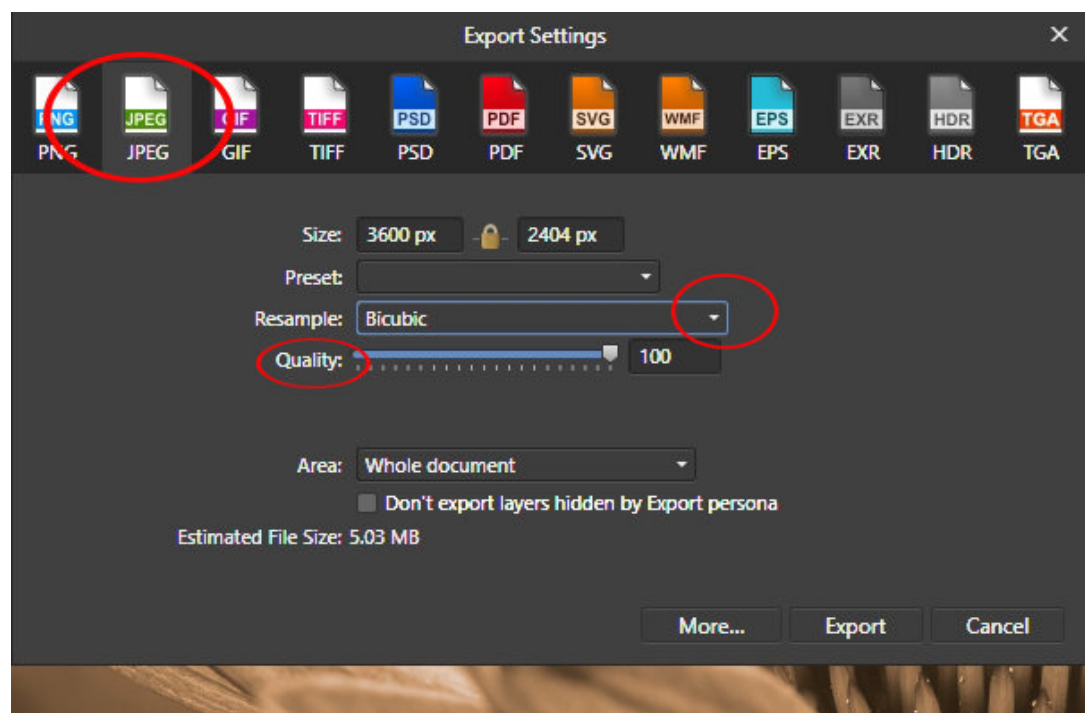 Export Settings
PNG JPEG GIF TIFF PSD PDF SVG WMF EPS EXR HDR TGA
PNG JPEG GIF TIFF PSD PDF SVG WMF EPS EXR HDR TGA
Size: 3600 px 2404 px
Preset:
Resample: Bicubic
Quality: 100
Area: Whole document
Don't export layers hidden by Export persona
Estimated File Size: 5.03 MB
More... Export Cancel